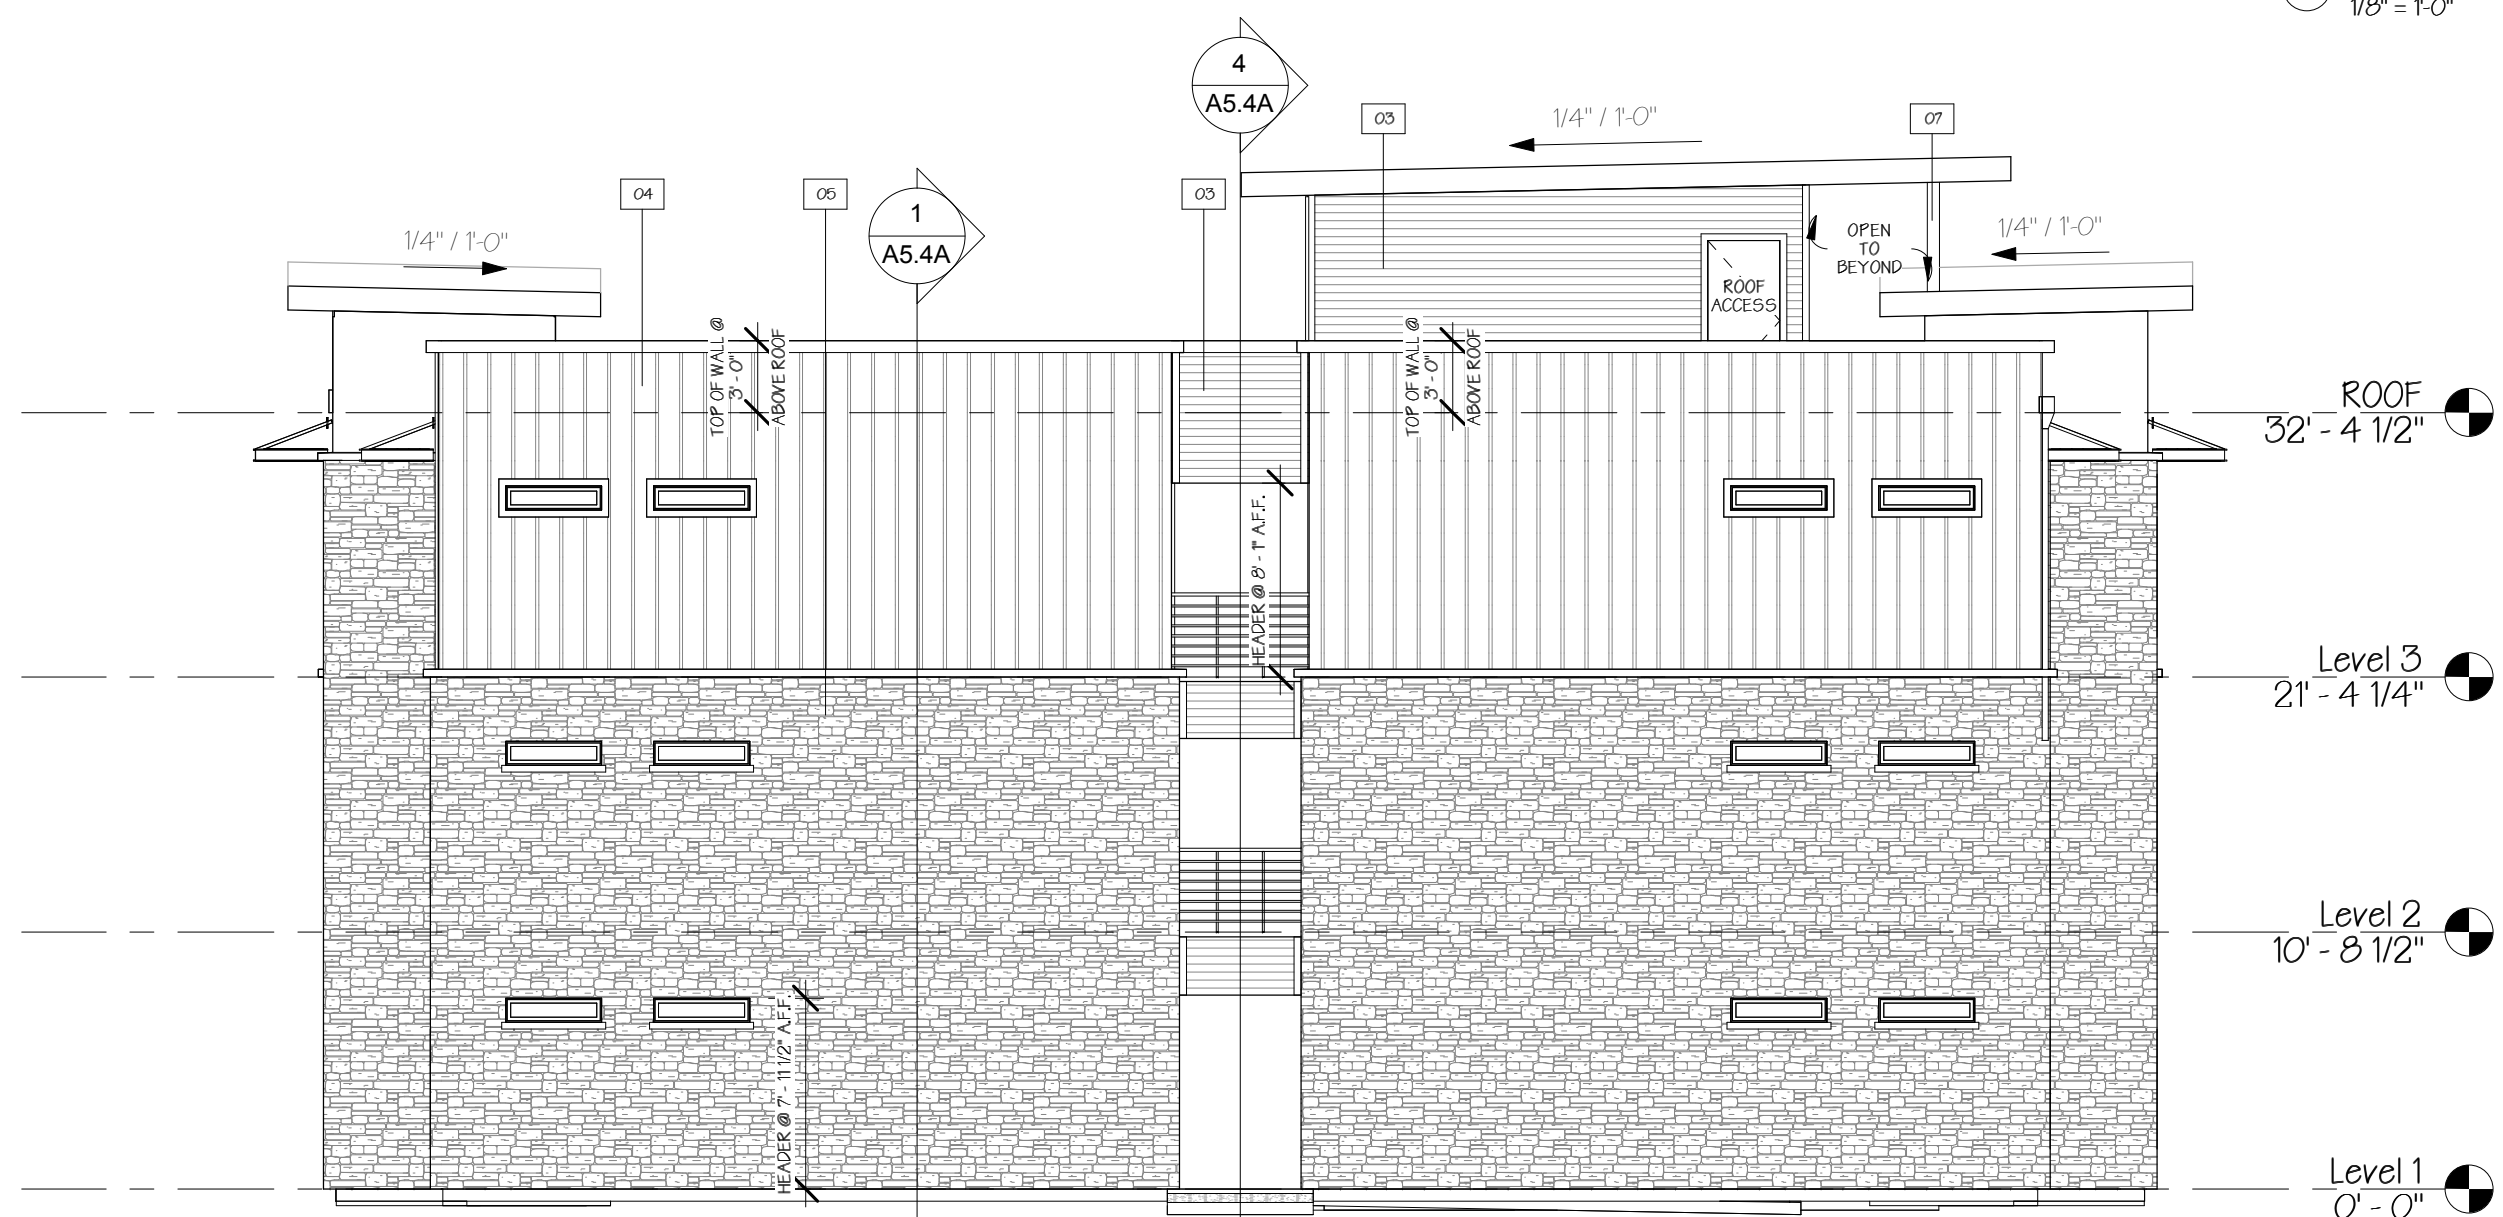 1/8" = 1'-0"
4
A5.4A
03
1/4" / 1'-0"
07
04
05
1
A5.4A
03
1/4" / 1'-0"
OPEN
TO
BEYOND
1/4" / 1'-0"
ROOF
ACCESS
TOP OF WALL @
3' - 0"
ABOVE ROOF
TOP OF WALL @
3' - 0"
ABOVE ROOF
ROOF
32' - 4 1/2"
HEADER @ 8' - 1" A.F.F.
Level 3
21' - 4 1/4"
Level 2
10' - 8 1/2"
HEADER @ 7' - 11 1/2" A.F.F.
Level 1
0' - 0"